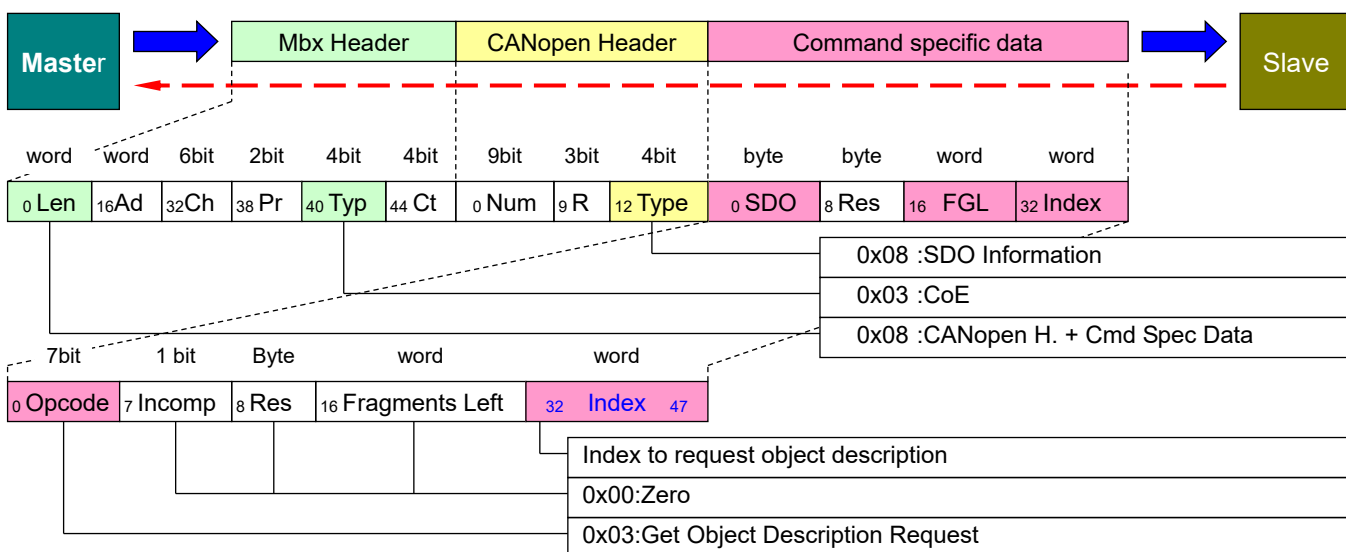 Master Mbx Header CANopen Header Command specific data Slave
word word 6bit 2bit 4bit 4bit 9bit 3bit 4bit byte byte word word
0 Len 16Ad 32Ch 38 Pr 40 Typ 44 Ct 0 Num 9 R 12 Type 0 SDO 8 Res 16 FGL 32 Index
0x08 :SDO Information
0x03 :CoE
0x08 :CANopen H. + Cmd Spec Data
7bit 1 bit Byte word word
0 Opcode 7 Incomp 8 Res 16 Fragments Left 32 Index 47
Index to request object description
0x00:Zero
0x03:Get Object Description Request